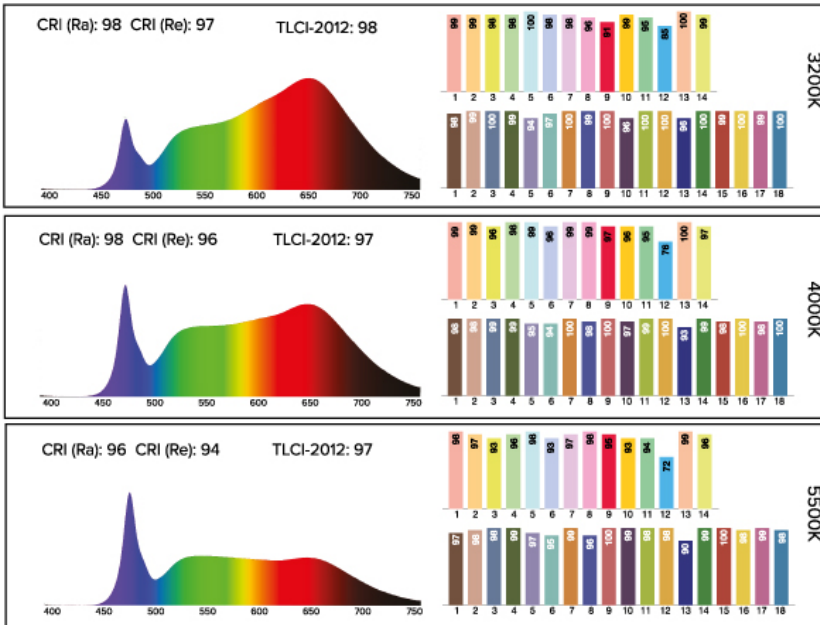 CRI (Ra): 98 CRI (Re): 97 TLCI-2012: 98
99 99 98 98 100 98 98 96 91 99 95 85 100 99
1 2 3 4 5 6 7 8 9 10 11 12 13 14
98 99 100 99 94 97 100 99 100 96 100 100 95 100 99 100 99 100
1 2 3 4 5 6 7 8 9 10 11 12 13 14 15 16 17 18
400 450 500 550 600 650 700 750
3200K
CRI (Ra): 98 CRI (Re): 96 TLCI-2012: 97
99 99 96 98 99 96 99 99 97 96 98 78 100 97
1 2 3 4 5 6 7 8 9 10 11 12 13 14
98 98 99 99 95 94 100 98 100 97 99 100 93 99 98 100 98 100
1 2 3 4 5 6 7 8 9 10 11 12 13 14 15 16 17 18
400 450 500 550 600 650 700 750
4000K
CRI (Ra): 96 CRI (Re): 94 TLCI-2012: 97
98 97 93 96 98 93 97 98 95 93 94 72 99 96
1 2 3 4 5 6 7 8 9 10 11 12 13 14
97 98 98 99 97 95 99 96 100 99 98 98 90 99 100 98 99 98
1 2 3 4 5 6 7 8 9 10 11 12 13 14 15 16 17 18
400 450 500 550 600 650 700 750
5500K